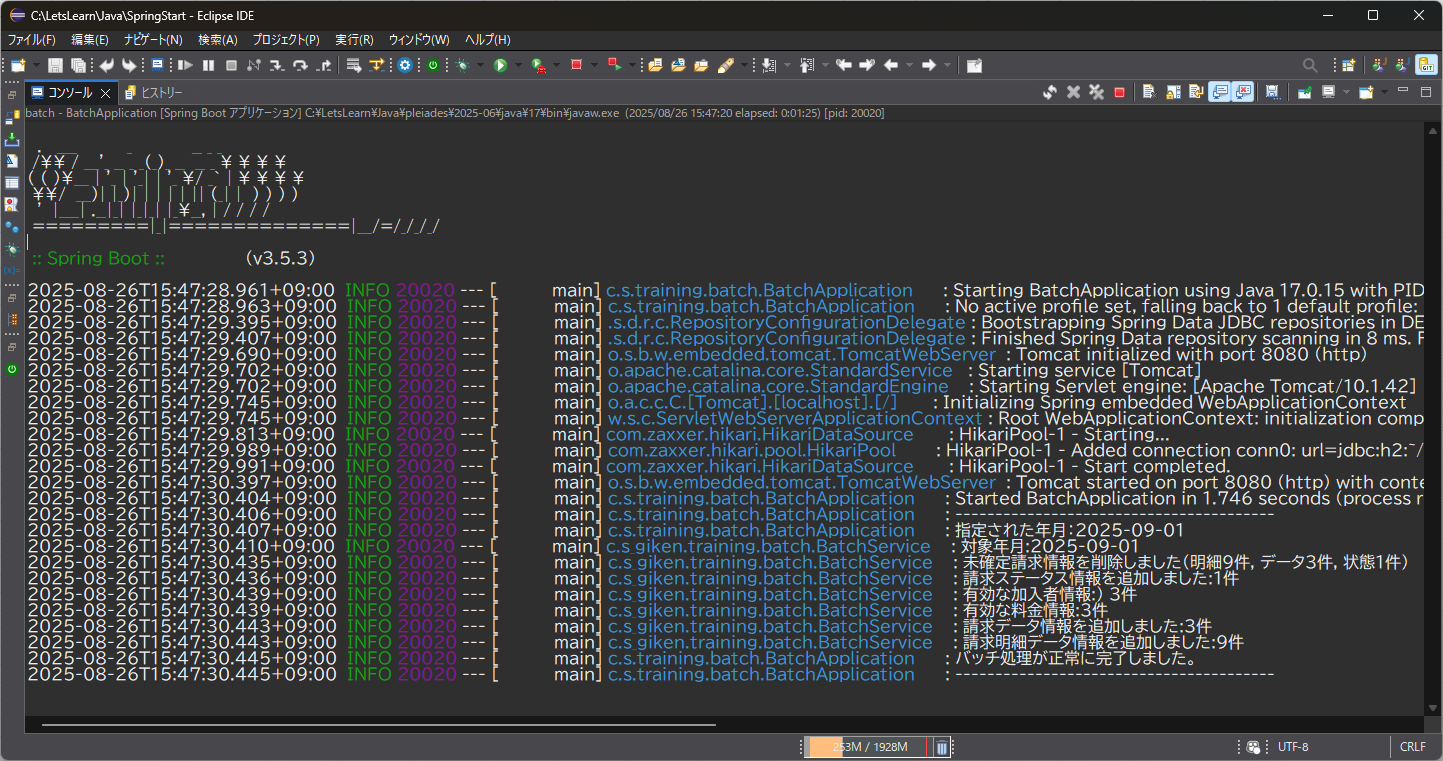 C:\LetsLearn\Java\SpringStart - Eclipse IDE
ファイル(F) 編集(E) ナビゲート(N) 検索(A) プロジェクト(P) 実行(R) ウィンドウ(W) ヘルプ(H)
コンソール ヒストリー
batch - BatchApplication [Spring Boot アプリケーション] C:¥LetsLearn¥Java¥pleiades¥2025-06¥java¥17¥bin¥javaw.exe (2025/08/26 15:47:20 elapsed: 0:01:25) [pid: 20020]
:: Spring Boot :: (v3.5.3)
2025-08-26T15:47:28.961+09:00 INFO 20020 --- [ main] c.s.training.batch.BatchApplication : Starting BatchApplication using Java 17.0.15 with PID
2025-08-26T15:47:28.963+09:00 INFO 20020 --- [ main] c.s.training.batch.BatchApplication : No active profile set, falling back to 1 default profile:
2025-08-26T15:47:29.395+09:00 INFO 20020 --- [ main] .s.d.r.c.RepositoryConfigurationDelegate : Bootstrapping Spring Data JDBC repositories in DE
2025-08-26T15:47:29.407+09:00 INFO 20020 --- [ main] .s.d.r.c.RepositoryConfigurationDelegate : Finished Spring Data repository scanning in 8 ms. F
2025-08-26T15:47:29.690+09:00 INFO 20020 --- [ main] o.s.b.w.embedded.tomcat.TomcatWebServer : Tomcat initialized with port 8080 (http)
2025-08-26T15:47:29.702+09:00 INFO 20020 --- [ main] o.apache.catalina.core.StandardService : Starting service [Tomcat]
2025-08-26T15:47:29.702+09:00 INFO 20020 --- [ main] o.apache.catalina.core.StandardEngine : Starting Servlet engine: [Apache Tomcat/10.1.42]
2025-08-26T15:47:29.745+09:00 INFO 20020 --- [ main] o.a.c.c.C.[Tomcat].[localhost].[/] : Initializing Spring embedded WebApplicationContext
2025-08-26T15:47:29.745+09:00 INFO 20020 --- [ main] w.s.c.ServletWebServerApplicationContext : Root WebApplicationContext: initialization comp
2025-08-26T15:47:29.813+09:00 INFO 20020 --- [ main] com.zaxxer.hikari.HikariDataSource : HikariPool-1 - Starting...
2025-08-26T15:47:29.989+09:00 INFO 20020 --- [ main] com.zaxxer.hikari.pool.HikariPool : HikariPool-1 - Added connection conn0: url=jdbc:h2:~/
2025-08-26T15:47:29.991+09:00 INFO 20020 --- [ main] com.zaxxer.hikari.HikariDataSource : HikariPool-1 - Start completed.
2025-08-26T15:47:30.397+09:00 INFO 20020 --- [ main] o.s.b.w.embedded.tomcat.TomcatWebServer : Tomcat started on port 8080 (http) with conte
2025-08-26T15:47:30.404+09:00 INFO 20020 --- [ main] c.s.training.batch.BatchApplication : Started BatchApplication in 1.746 seconds (process r
2025-08-26T15:47:30.406+09:00 INFO 20020 --- [ main] c.s.training.batch.BatchApplication : ----------------------------------------
2025-08-26T15:47:30.407+09:00 INFO 20020 --- [ main] c.s.training.batch.BatchApplication : 指定された年月:2025-09-01
2025-08-26T15:47:30.410+09:00 INFO 20020 --- [ main] c.s_giken.training.batch.BatchService : 対象年月:2025-09-01
2025-08-26T15:47:30.435+09:00 INFO 20020 --- [ main] c.s_giken.training.batch.BatchService : 未確定請求情報を削除しました(明細9件, データ3件, 状態1件)
2025-08-26T15:47:30.436+09:00 INFO 20020 --- [ main] c.s_giken.training.batch.BatchService : 請求ステータス情報を追加しました:1件
2025-08-26T15:47:30.439+09:00 INFO 20020 --- [ main] c.s_giken.training.batch.BatchService : 有効な加入者情報:) 3件
2025-08-26T15:47:30.439+09:00 INFO 20020 --- [ main] c.s_giken.training.batch.BatchService : 有効な料金情報:3件
2025-08-26T15:47:30.443+09:00 INFO 20020 --- [ main] c.s_giken.training.batch.BatchService : 請求データ情報を追加しました:3件
2025-08-26T15:47:30.443+09:00 INFO 20020 --- [ main] c.s_giken.training.batch.BatchService : 請求明細データ情報を追加しました:9件
2025-08-26T15:47:30.445+09:00 INFO 20020 --- [ main] c.s.training.batch.BatchApplication : バッチ処理が正常に完了しました。
2025-08-26T15:47:30.445+09:00 INFO 20020 --- [ main] c.s.training.batch.BatchApplication : ----------------------------------------
253M / 1928M UTF-8 CRLF